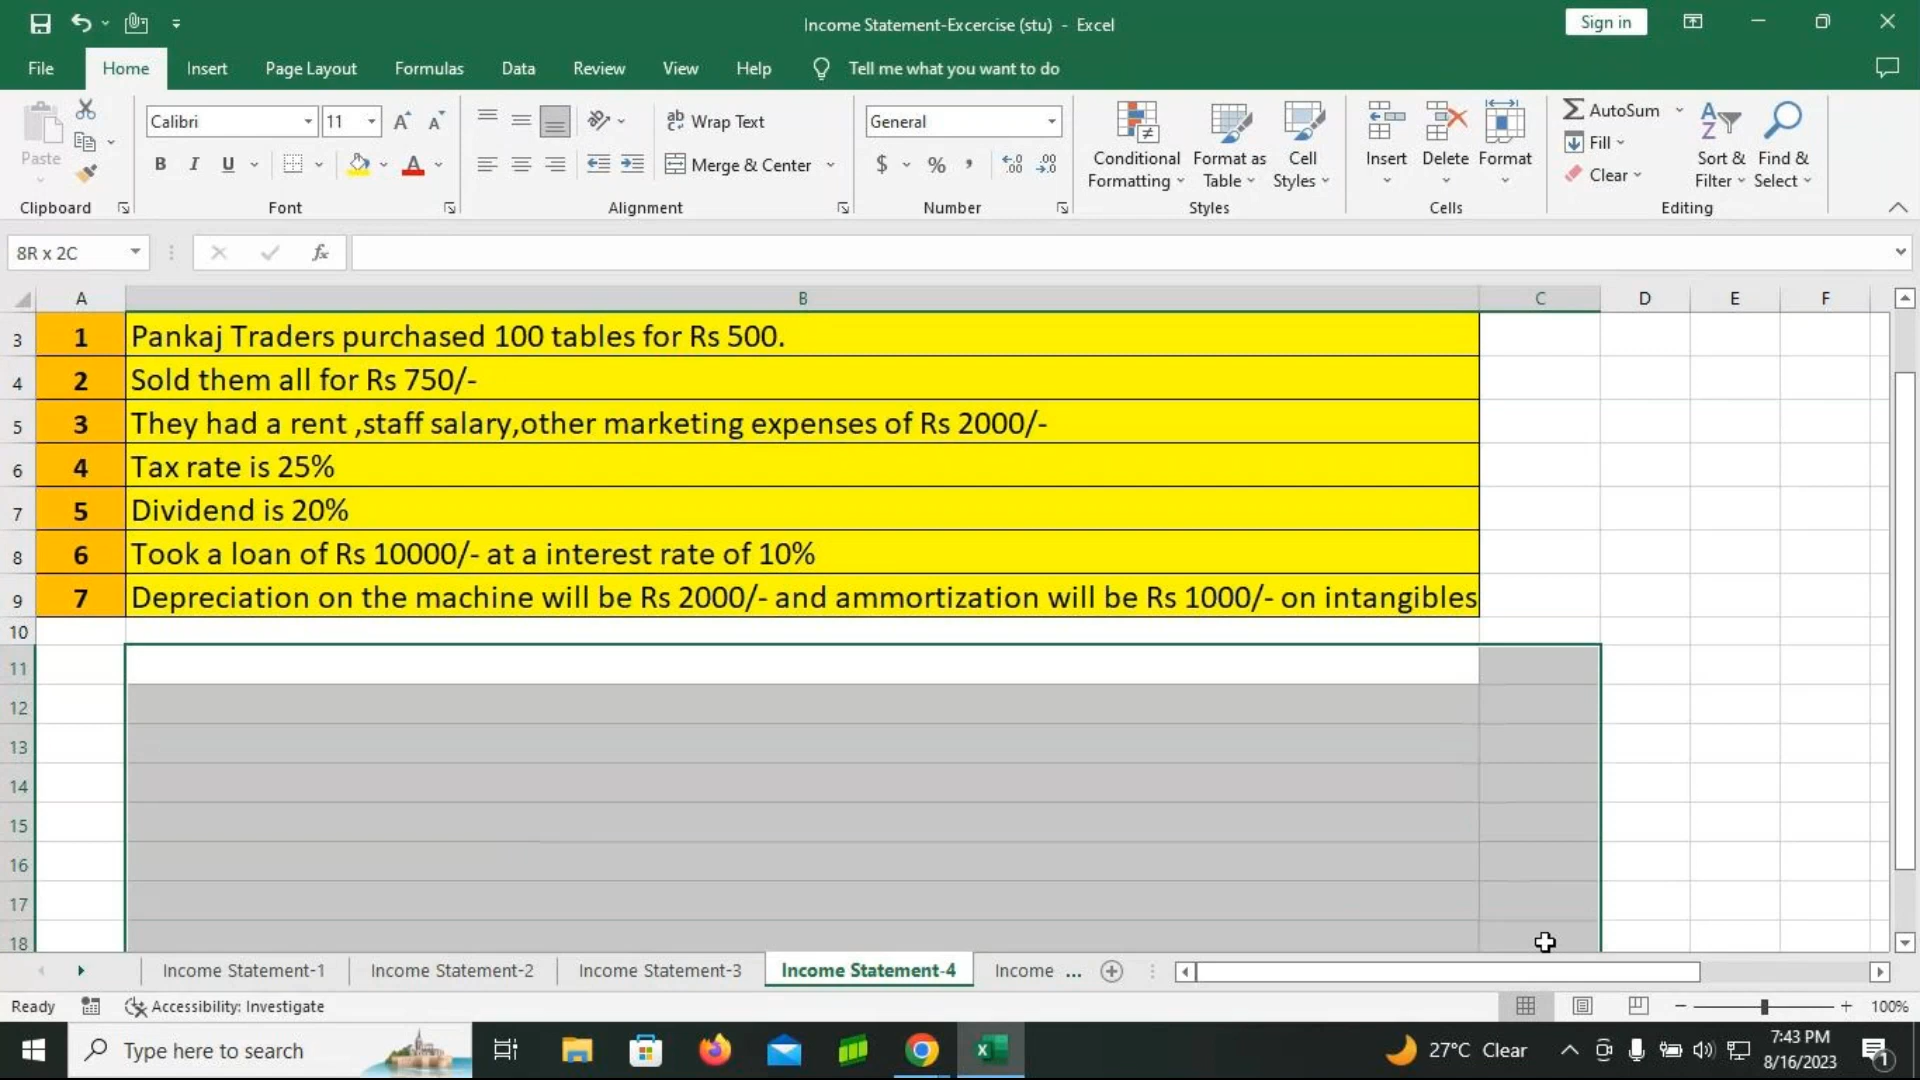 Income Statement-Excercise (stu) - Excel
Sign in
File Home Insert Page Layout Formulas Data Review View Help Tell me what you want to do
Paste
Clipboard
Calibri 11
B I U
Font
Wrap Text
Merge & Center
Alignment
General
$ % ,
Number
Conditional Formatting
Format as Table
Cell Styles
Styles
Insert
Delete
Format
Cells
AutoSum
Fill
Clear
Sort & Filter
Find & Select
Editing
8R x 2C
fx
A B C D E F
3 1 Pankaj Traders purchased 100 tables for Rs 500.
4 2 Sold them all for Rs 750/-
5 3 They had a rent ,staff salary,other marketing expenses of Rs 2000/-
6 4 Tax rate is 25%
7 5 Dividend is 20%
8 6 Took a loan of Rs 10000/- at a interest rate of 10%
9 7 Depreciation on the machine will be Rs 2000/- and ammortization will be Rs 1000/- on intangibles
10
11
12
13
14
15
16
17
18
Income Statement-1 Income Statement-2 Income Statement-3 Income Statement-4 Income ...
Ready Accessibility: Investigate 100%
Type here to search
27°C Clear
7:43 PM
8/16/2023
1